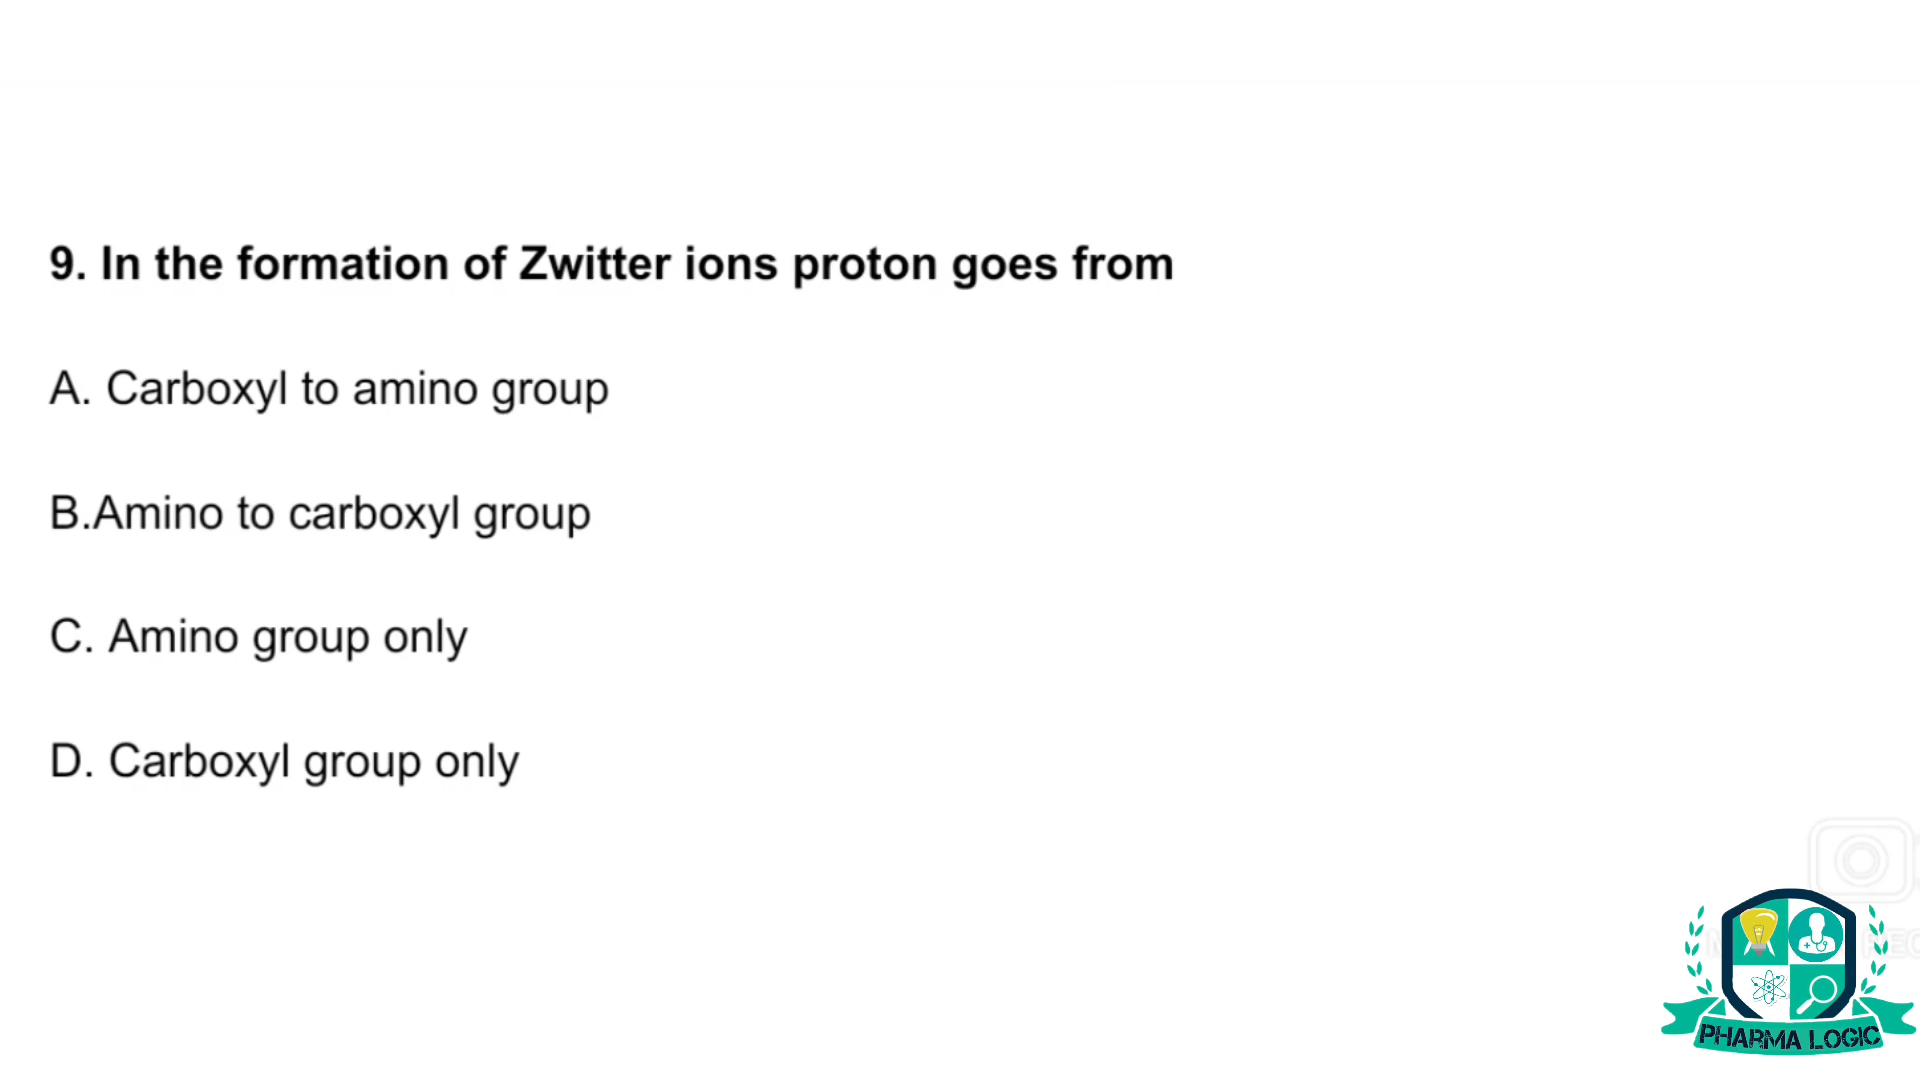 9. In the formation of Zwitter ions proton goes from
A. Carboxyl to amino group
B.Amino to carboxyl group
C. Amino group only
D. Carboxyl group only
PHARMA LOGIC